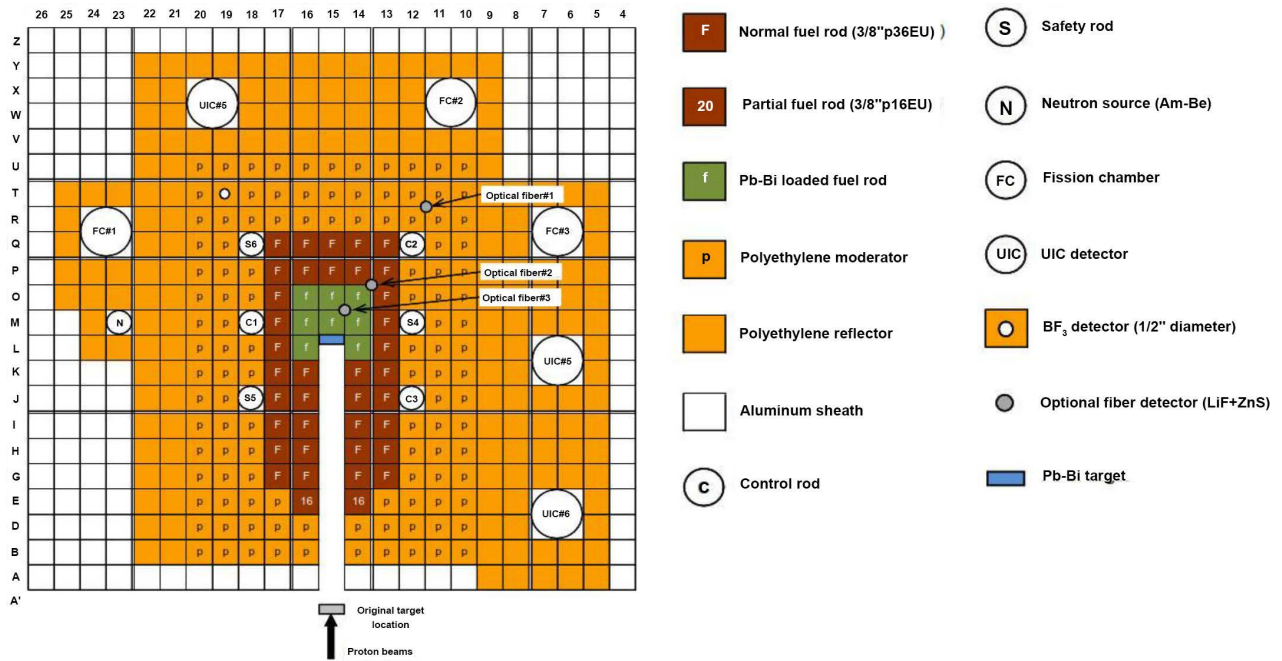 26 25 24 23 22 21 20 19 18 17 16 15 14 13 12 11 10 9 8 7 6 5 4
Z
Y
X
UIC#5 FC#2
W
V
U p p p p p p p p p p p
T p p p p p p p p p p
Optical fiber#1
R p p p p p p p p p p p
FC#1 FC#3
Q p p S6 F F F F F C2 p p
P p p p F F F F F p p p
Optical fiber#2
O p p p F f f f F p p p
Optical fiber#3
M N p p C1 F f f f F S4 p p
L p p p F f f F p p p
UIC#5
K p p p F F F F p p p
J p p S5 F F F F C3 p p
I p p p F F F F p p p
H p p p F F F F p p p
G p p p F F F F p p p
E p p p p 16 16 p p p p
UIC#6
D p p p p p p p p p p
B p p p p p p p p p p
A
A'
Original target
location
Proton beams
F Normal fuel rod (3/8"p36EU) )
20 Partial fuel rod (3/8"p16EU)
f Pb-Bi loaded fuel rod
p Polyethylene moderator
Polyethylene reflector
Aluminum sheath
C Control rod
S Safety rod
N Neutron source (Am-Be)
FC Fission chamber
UIC UIC detector
BF3 detector (1/2" diameter)
Optional fiber detector (LiF+ZnS)
Pb-Bi target